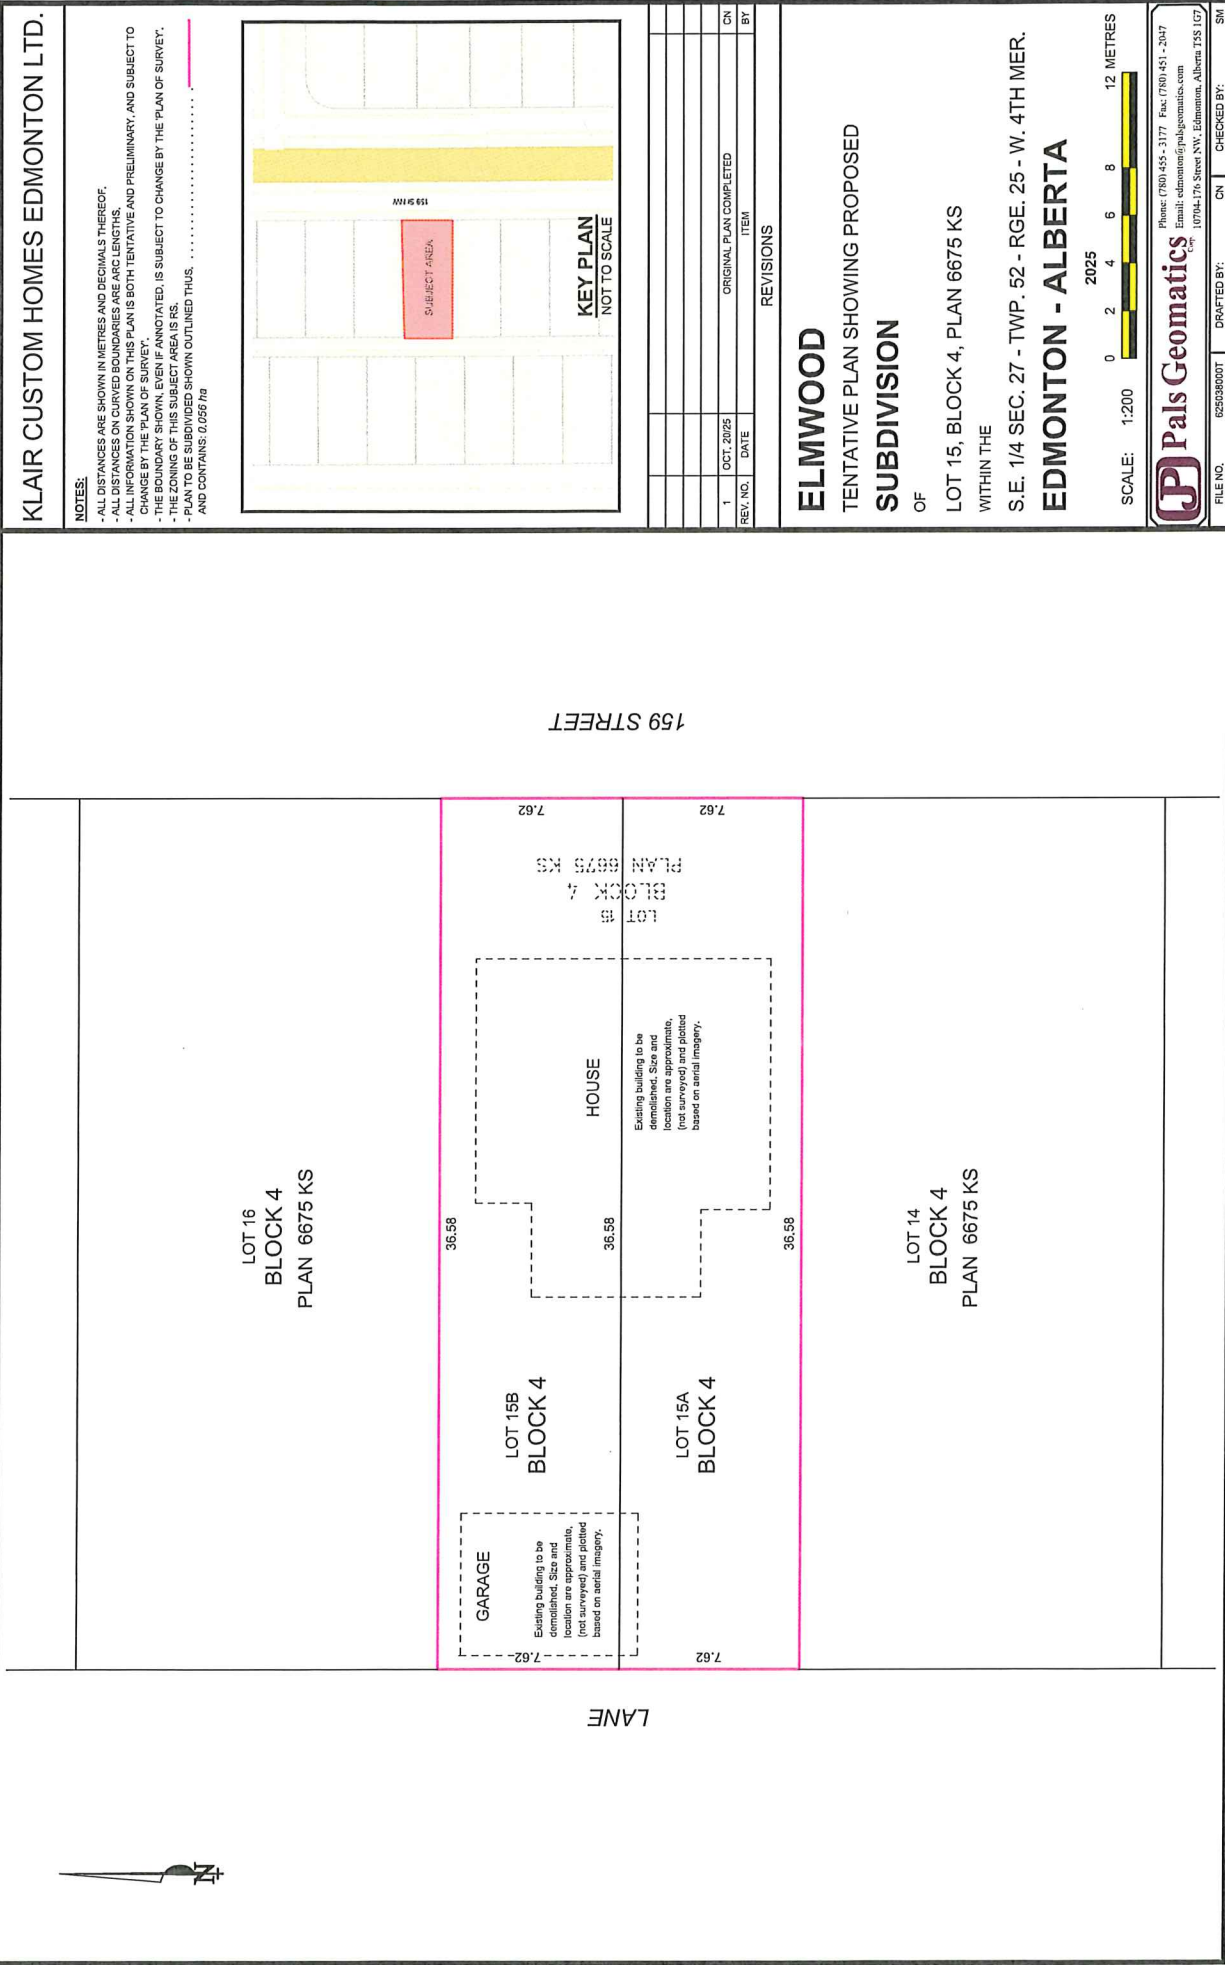 KLAIR CUSTOM HOMES EDMONTON LTD.
NOTES:
- ALL DISTANCES ARE SHOWN IN METRES AND DECIMALS THEREOF.
- ALL DISTANCES ON CURVED BOUNDARIES ARE ARC LENGTHS.
- ALL INFORMATION SHOWN ON THIS PLAN IS BOTH TENTATIVE AND PRELIMINARY, AND SUBJECT TO
CHANGE BY THE 'PLAN OF SURVEY'.
- THE BOUNDARY SHOWN, EVEN IF ANNOTATED, IS SUBJECT TO CHANGE BY THE 'PLAN OF SURVEY'.
- THE ZONING OF THIS SUBJECT AREA IS RS.
- PLAN TO BE SUBDIVIDED SHOWN OUTLINED THUS, . . . . . . . . . . . . . . . . . . . . . . . . . . . .
AND CONTAINS: 0.056 ha
159 St NW
SUBJECT AREA
KEY PLAN
NOT TO SCALE
1 OCT. 20/25 ORIGINAL PLAN COMPLETED CN
REV. NO. DATE ITEM BY
REVISIONS
ELMWOOD
TENTATIVE PLAN SHOWING PROPOSED
SUBDIVISION
OF
LOT 15, BLOCK 4, PLAN 6675 KS
WITHIN THE
S.E. 1/4 SEC. 27 - TWP. 52 - RGE. 25 - W. 4TH MER.
EDMONTON - ALBERTA
2025
SCALE: 1:200 0 2 4 6 8 12 METRES
JP Pals Geomatics Corp.
Phone: (780) 455 - 3177 Fax: (780) 451 - 2047
Email: edmonton@palsgeomatics.com
10704-176 Street NW, Edmonton, Alberta T5S 1G7
FILE NO. 62503800OT DRAFTED BY: CN CHECKED BY: SM
159 STREET
LOT 16
BLOCK 4
PLAN 6675 KS
36.58
7.62
7.62
LOT 15
BLOCK 4
PLAN 6675 KS
HOUSE
Existing building to be
demolished. Size and
location are approximate,
(not surveyed) and plotted
based on aerial imagery.
36.58
36.58
LOT 14
BLOCK 4
PLAN 6675 KS
LOT 15B
BLOCK 4
LOT 15A
BLOCK 4
GARAGE
Existing building to be
demolished. Size and
location are approximate,
(not surveyed) and plotted
based on aerial imagery.
7.62
7.62
LANE
N